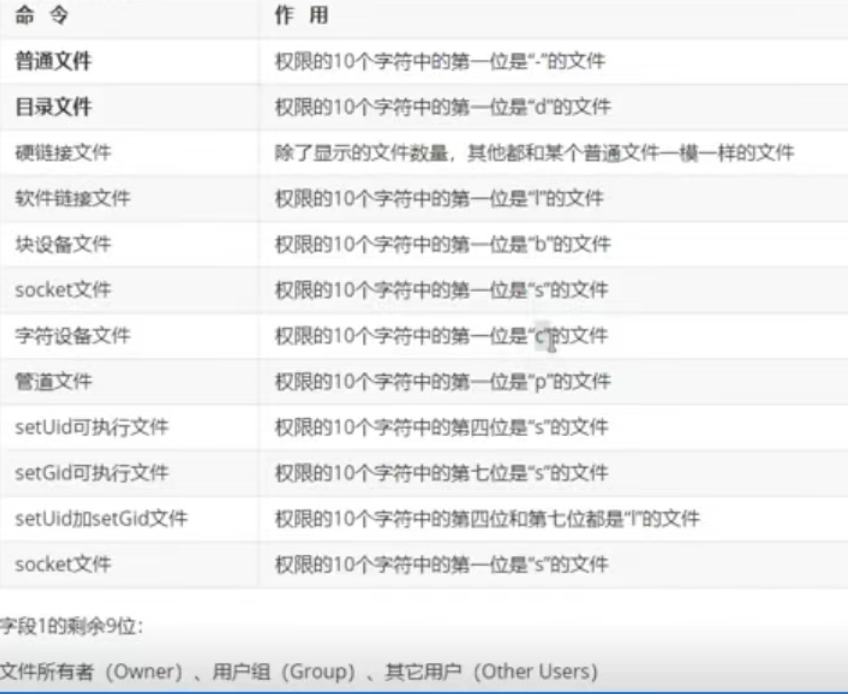 命 令 作 用
普通文件 权限的10个字符中的第一位是“-”的文件
目录文件 权限的10个字符中的第一位是“d”的文件
硬链接文件 除了显示的文件数量，其他都和某个普通文件一模一样的文件
软件链接文件 权限的10个字符中的第一位是“l”的文件
块设备文件 权限的10个字符中的第一位是“b”的文件
socket文件 权限的10个字符中的第一位是“s”的文件
字符设备文件 权限的10个字符中的第一位是“c”的文件
管道文件 权限的10个字符中的第一位是“p”的文件
setUid可执行文件 权限的10个字符中的第四位是“s”的文件
setGid可执行文件 权限的10个字符中的第七位是“s”的文件
setUid加setGid文件 权限的10个字符中的第四位和第七位都是“l”的文件
socket文件 权限的10个字符中的第一位是“s”的文件
字段1的剩余9位：
文件所有者（Owner）、用户组（Group）、其它用户（Other Users）